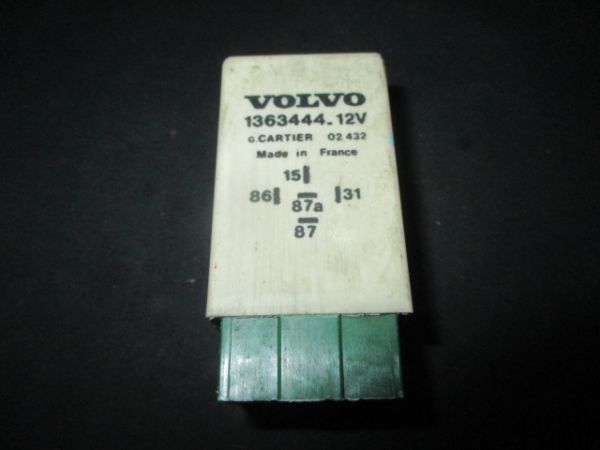 VOLVO
1363444-12V
G CARTIER 02 432
Made in France
15
86 87a 31
87